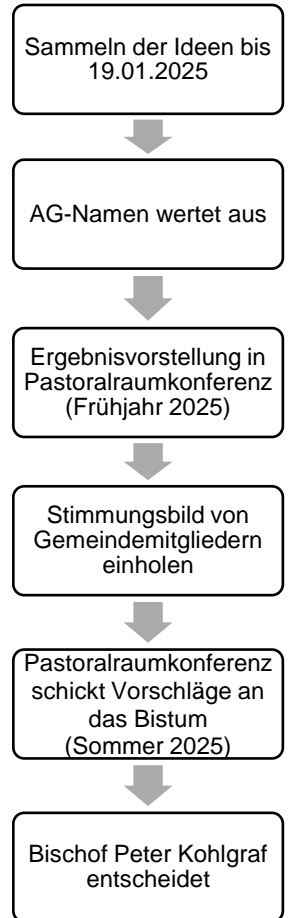 Sammeln der Ideen bis
19.01.2025
AG-Namen wertet aus
Ergebnisvorstellung in
Pastoralraumkonferenz
(Frühjahr 2025)
Stimmungsbild von
Gemeindemitgliedern
einholen
Pastoralraumkonferenz
schickt Vorschläge an
das Bistum
(Sommer 2025)
Bischof Peter Kohlgraf
entscheidet